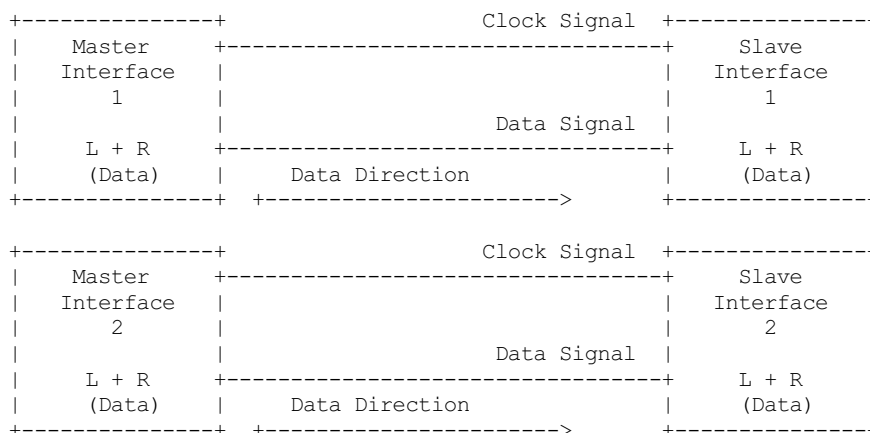 Clock Signal
Master Slave
Interface Interface
1 1
Data Signal
L + R L + R
(Data) Data Direction (Data)
Clock Signal
Master Slave
Interface Interface
2 2
Data Signal
L + R L + R
(Data) Data Direction (Data)